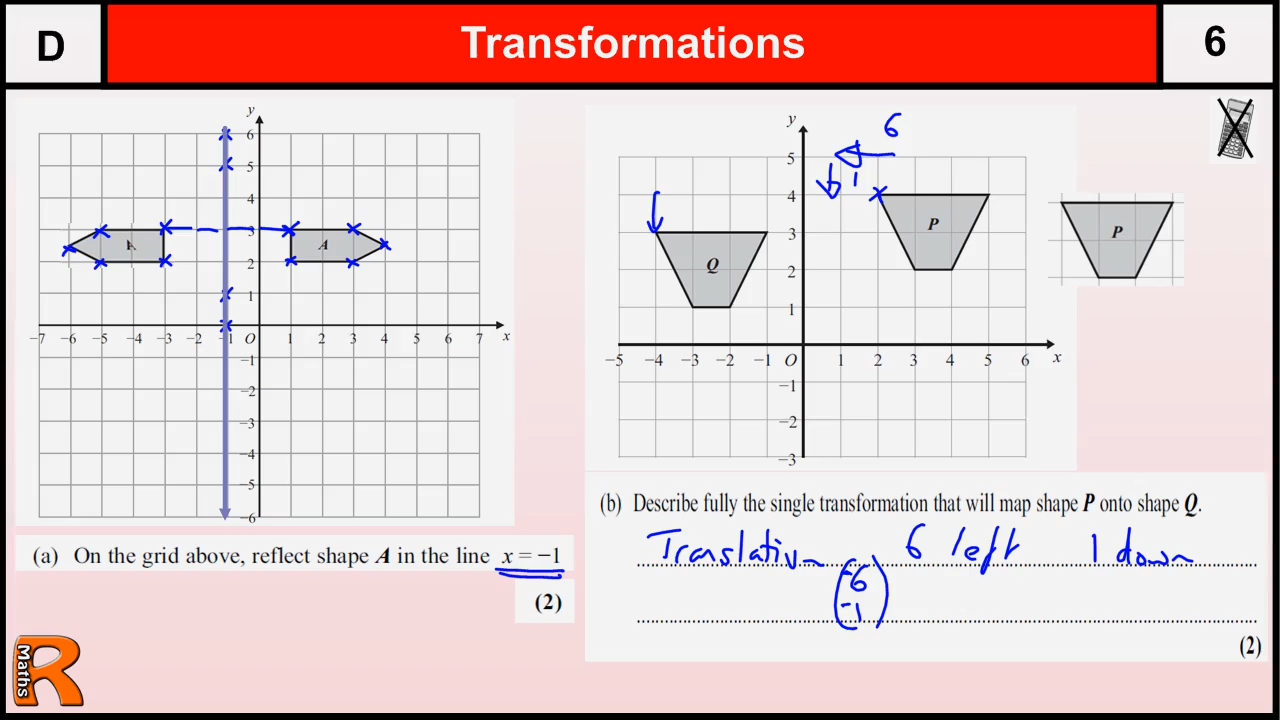 D
Transformations
6
y
6
5
4
3
2
1
-7 -6 -5 -4 -3 -2 -1 O 1 2 3 4 5 6 7 x
-1
-2
-3
-4
-5
-6
A
(a) On the grid above, reflect shape A in the line x = −1
(2)
y
6
1
5
4
3
2
1
-5 -4 -3 -2 -1 O 1 2 3 4 5 6 x
-1
-2
-3
Q
P
P
(b) Describe fully the single transformation that will map shape P onto shape Q.
Translation 6 left 1 down
(-6
-1)
(2)
R
Maths